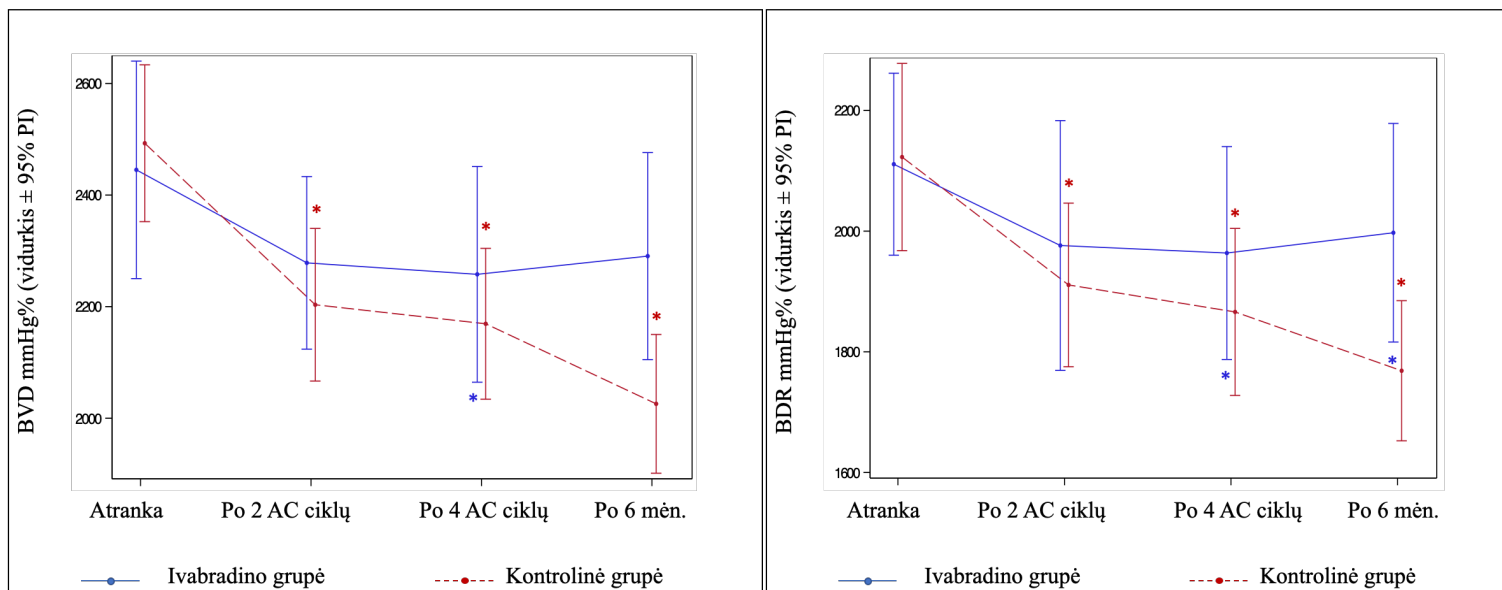 BVD mmHg% (vidurkis ± 95% PI)
2600
2400
2200
2000
*
*
*
*
Atranka
Po 2 AC ciklų
Po 4 AC ciklų
Po 6 mėn.
Ivabradino grupė
Kontrolinė grupė
BDR mmHg% (vidurkis ± 95% PI)
2200
2000
1800
1600
*
*
*
*
*
Atranka
Po 2 AC ciklų
Po 4 AC ciklų
Po 6 mėn.
Ivabradino grupė
Kontrolinė grupė